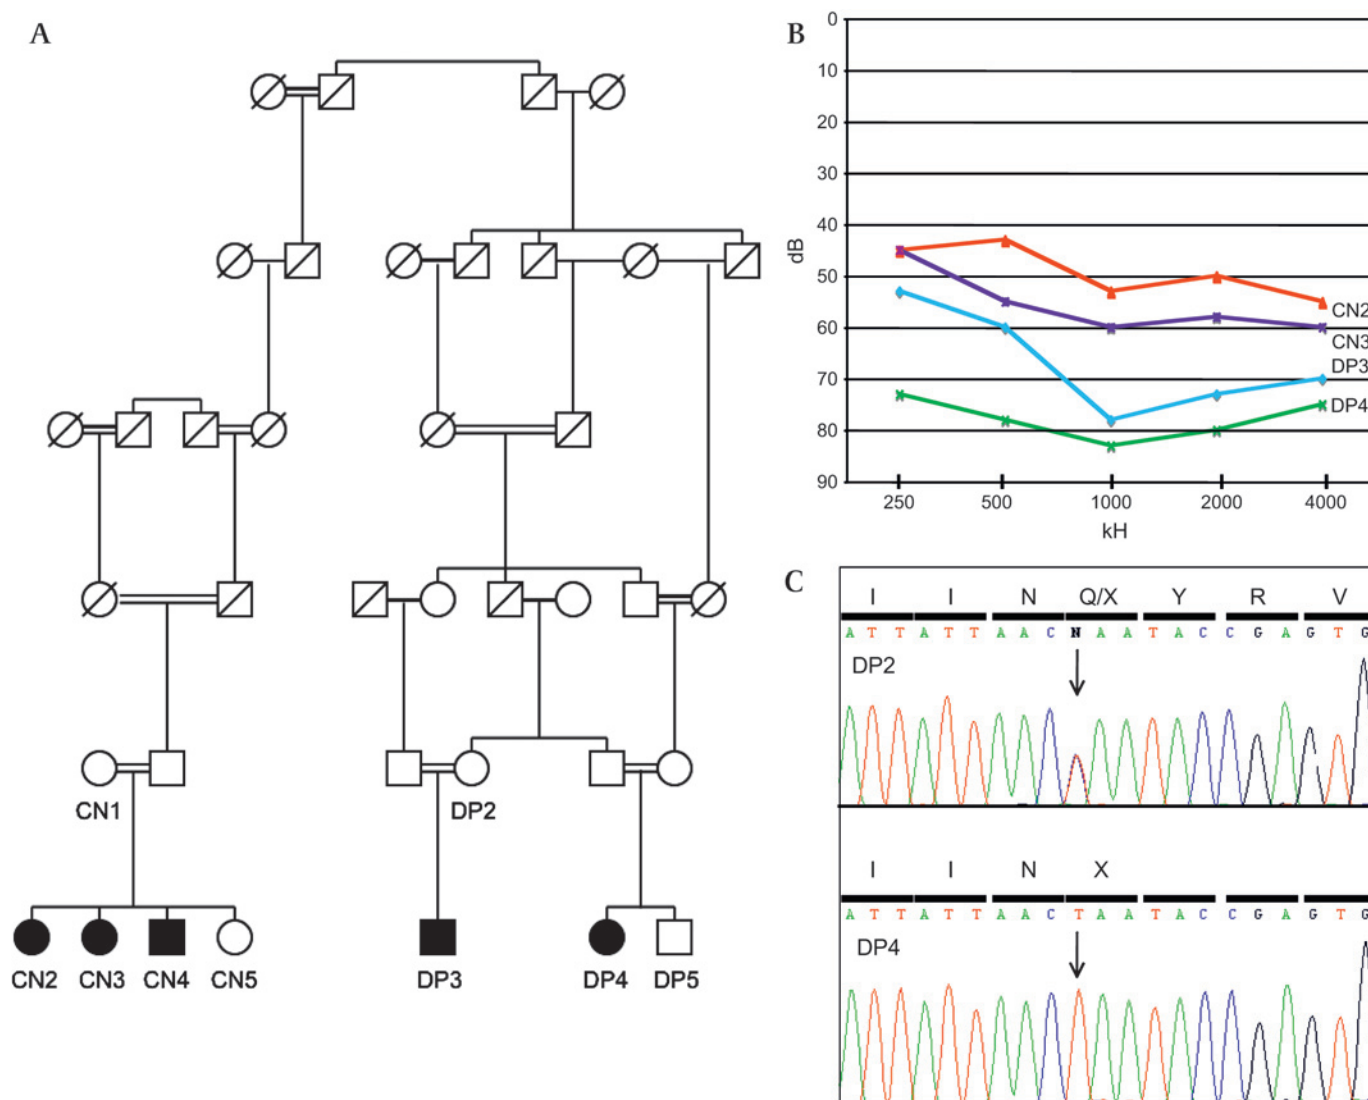 A
CN1
DP2
CN2 CN3 CN4 CN5 DP3 DP4 DP5
B
0
10
20
30
40
50
60
70
80
90
dB
CN2
CN3
DP3
DP4
250 500 1000 2000 4000
kH
C
I I N Q/X Y R V
A T T A T T A A C N A A T A C C G A G T G
DP2
I I N X
A T T A T T A A C T A A T A C C G A G T G
DP4